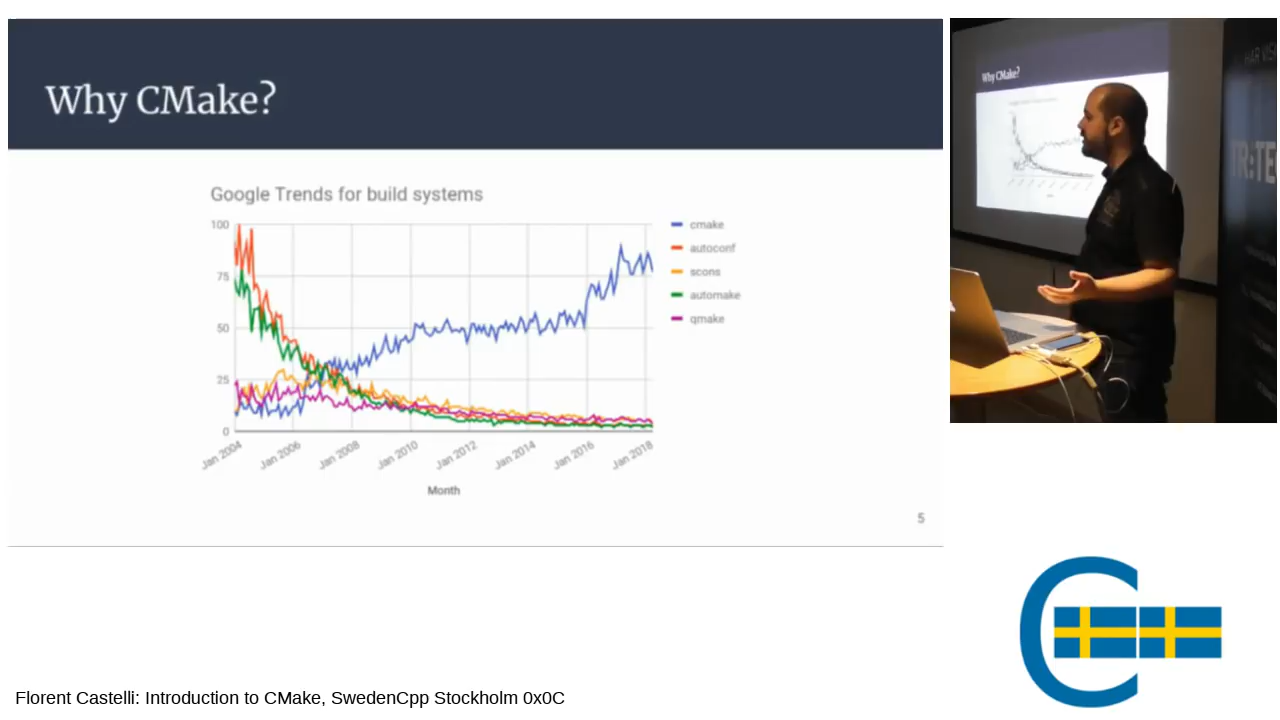 Why CMake?
Google Trends for build systems
100
75
50
25
0
cmake
autoconf
scons
automake
qmake
Jan 2004
Jan 2006
Jan 2008
Jan 2010
Jan 2012
Jan 2014
Jan 2016
Jan 2018
Month
5
Why CMake?
Florent Castelli: Introduction to CMake, SwedenCpp Stockholm 0x0C